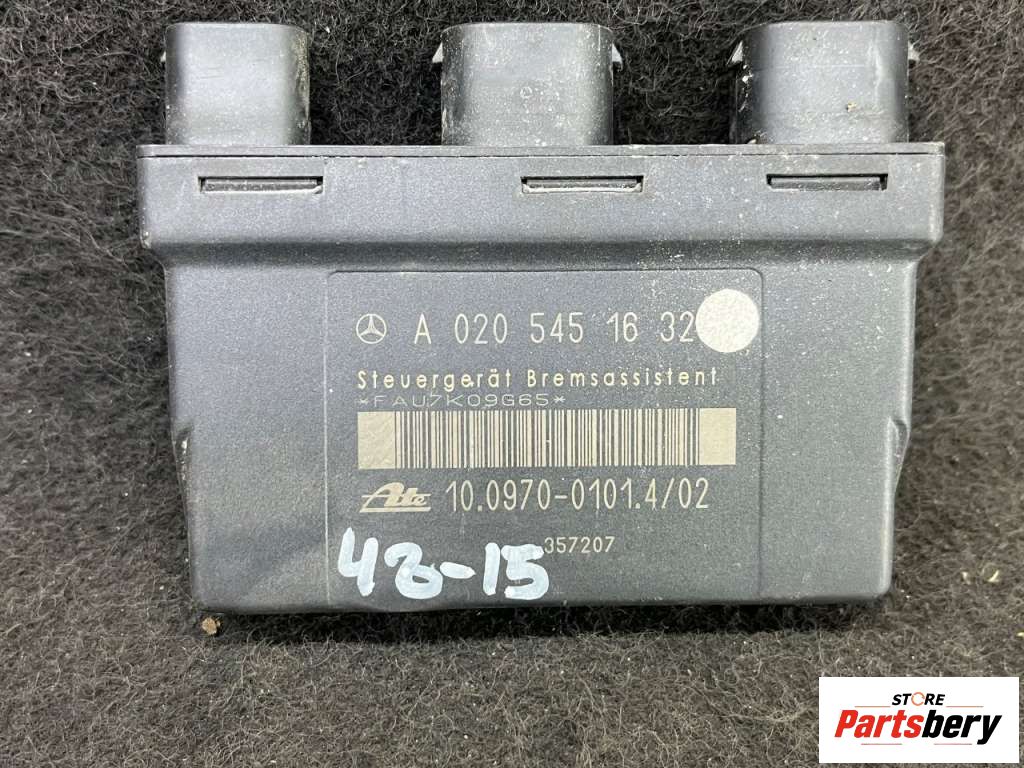 A 020 545 16 32
Steuergerät Bremsassistent
*FAU7K09G65*
Ate 10.0970-0101.4/02
357207
48-15
STORE
Partsbery